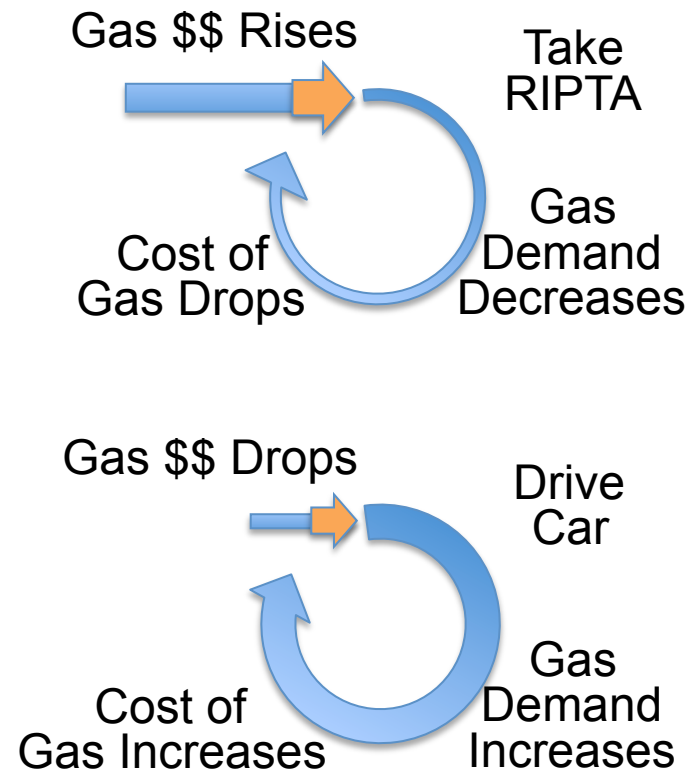 Gas $$ Rises
Take
RIPTA
Gas
Demand
Decreases
Cost of
Gas Drops
Gas $$ Drops
Drive
Car
Gas
Demand
Increases
Cost of
Gas Increases